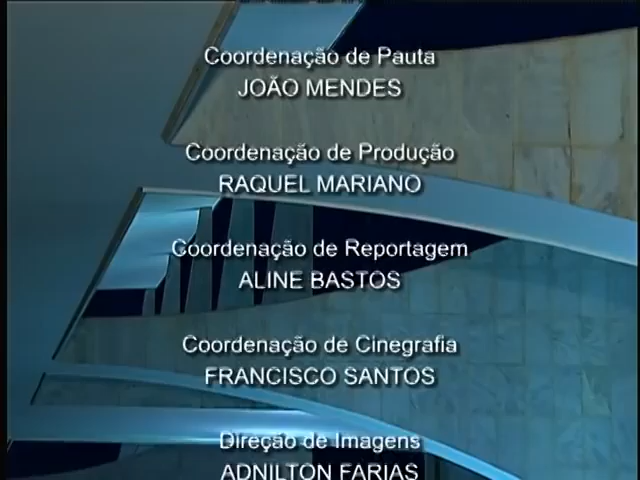 Coordenação de Pauta
JOÃO MENDES
Coordenação de Produção
RAQUEL MARIANO
Coordenação de Reportagem
ALINE BASTOS
Coordenação de Cinegrafia
FRANCISCO SANTOS
Direção de Imagens
ADNILTON FARIAS